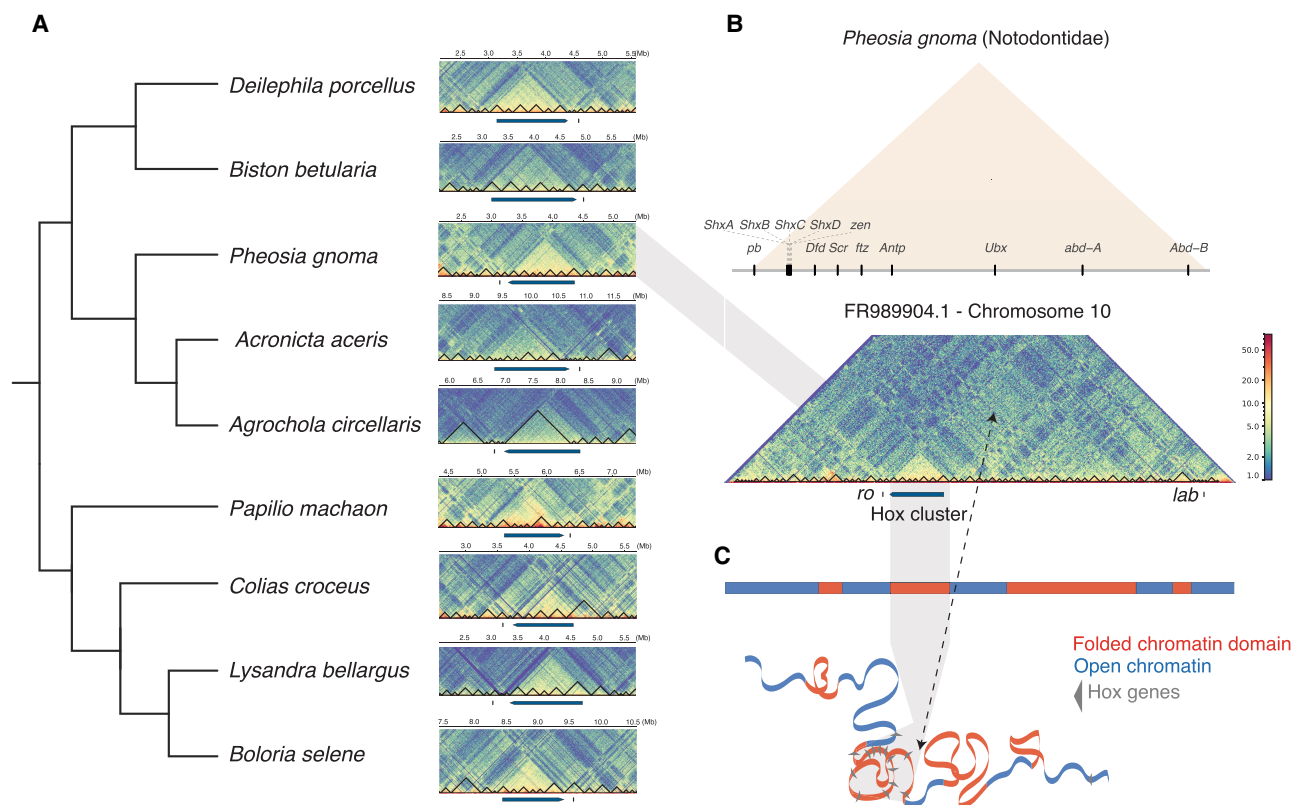 A
2.5 3.0 3.5 4.0 4.5 5.0 5.5 (Mb)
Deilephila porcellus
2.5 3.0 3.5 4.0 4.5 5.0 5.5 (Mb)
Biston betularia
2.5 3.0 3.5 4.0 4.5 5.0 (Mb)
Pheosia gnoma
8.5 9.0 9.5 10.0 10.5 11.0 11.5 (Mb)
Acronicta aceris
6.0 6.5 7.0 7.5 8.0 8.5 9.0 (Mb)
Agrochola circellaris
4.5 5.0 5.5 6.0 6.5 7.0 (Mb)
Papilio machaon
3.0 3.5 4.0 4.5 5.0 5.5 (Mb)
Colias croceus
2.5 3.0 3.5 4.0 4.5 5.0 (Mb)
Lysandra bellargus
7.5 8.0 8.5 9.0 9.5 10.0 10.5 (Mb)
Boloria selene
B
Pheosia gnoma (Notodontidae)
ShxA ShxB ShxC ShxD zen
pb Dfd Scr ftz Antp Ubx abd-A Abd-B
FR989904.1 - Chromosome 10
50.0
20.0
10.0
5.0
2.0
1.0
ro lab
Hox cluster
C
Folded chromatin domain
Open chromatin
Hox genes